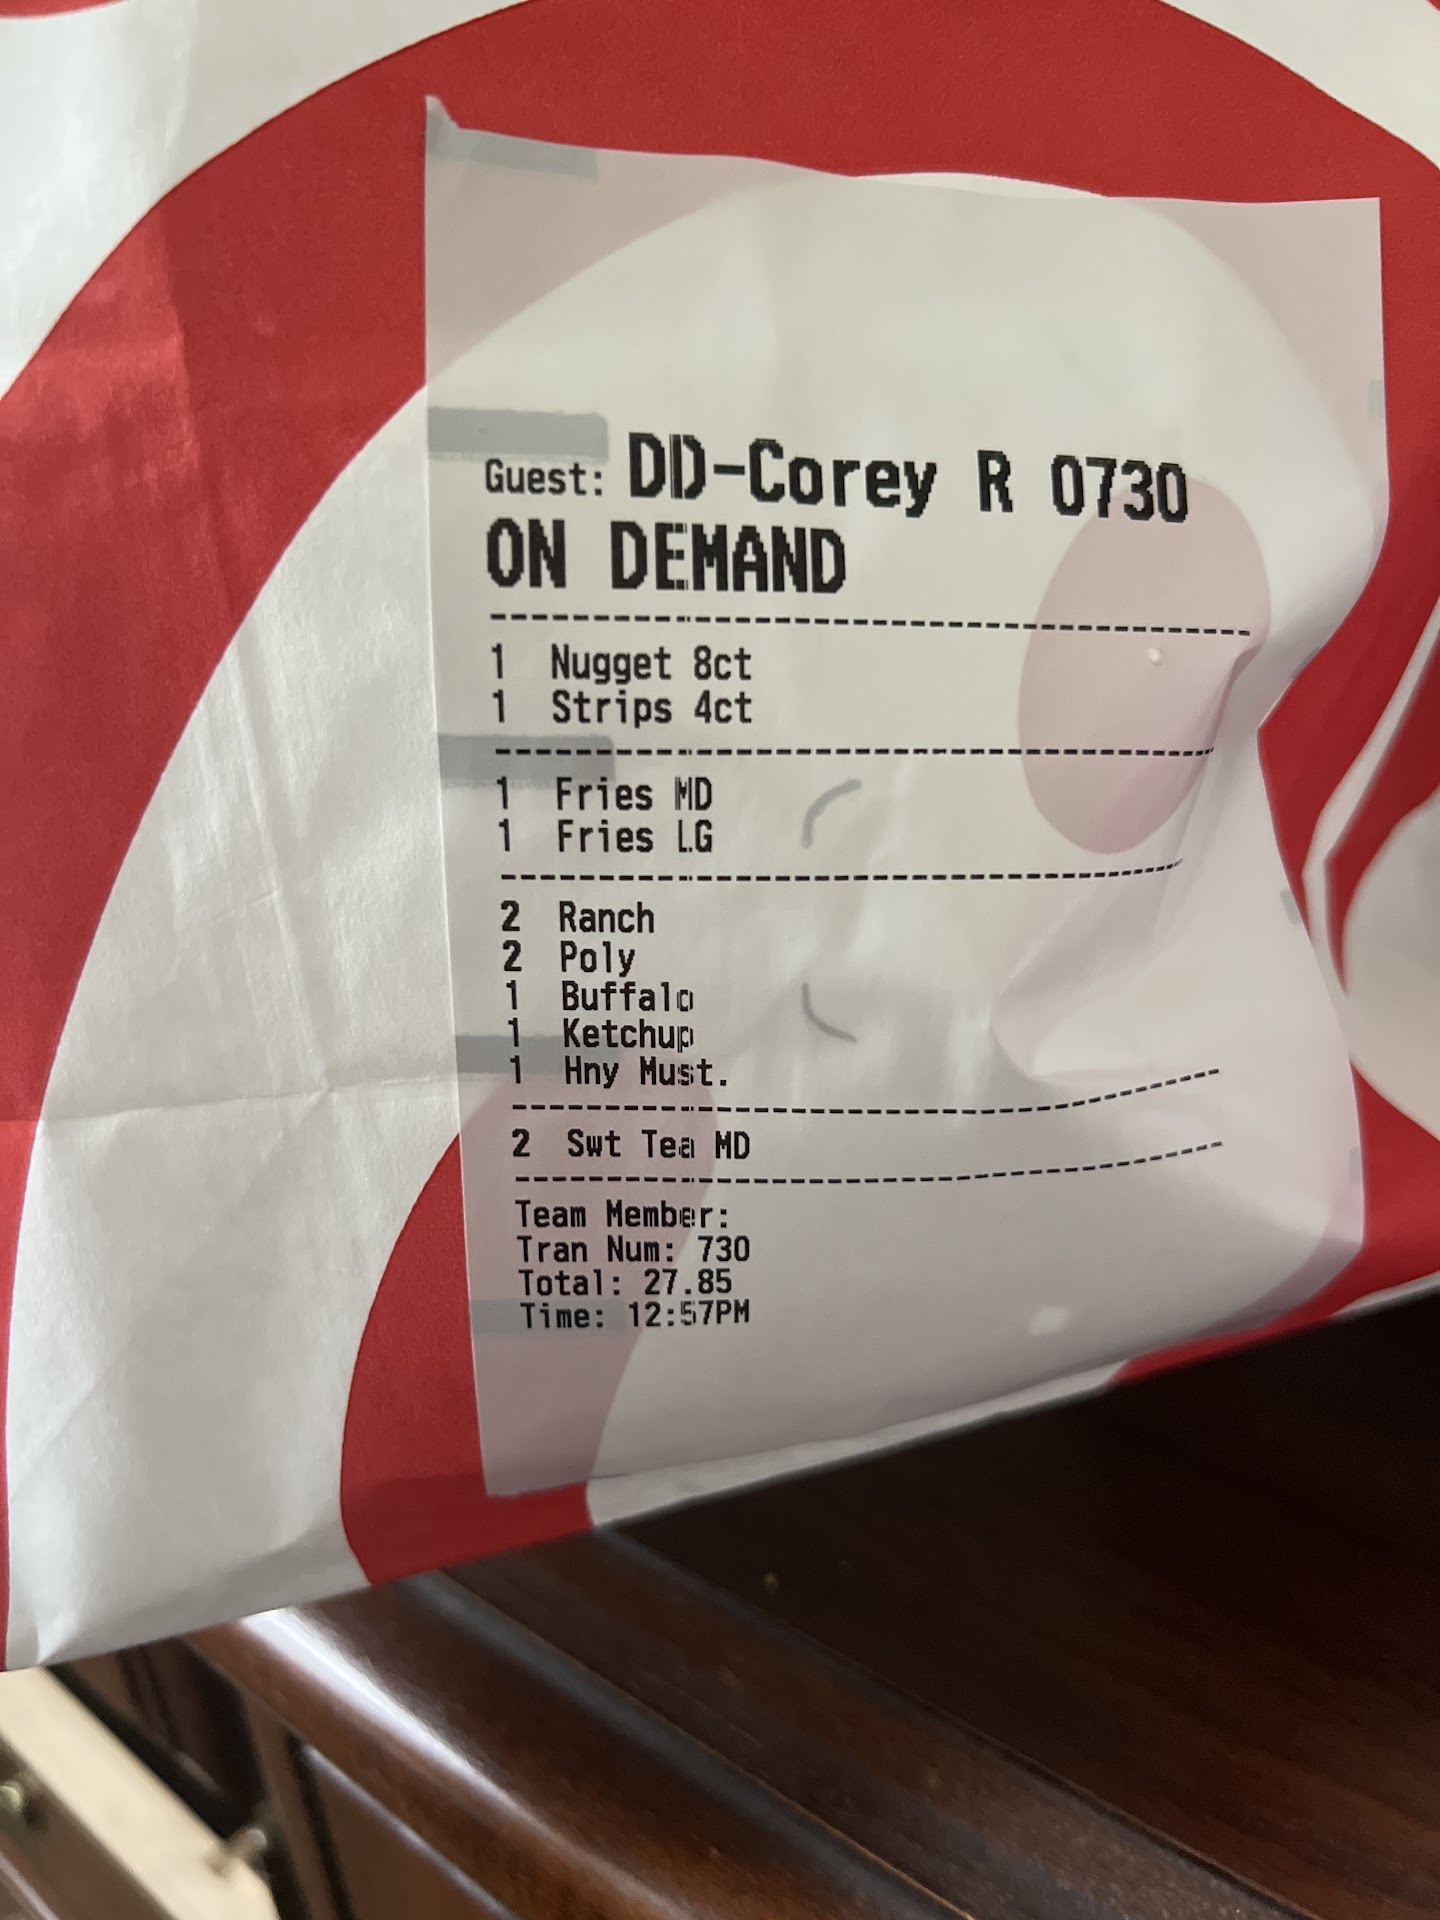 Guest: DD-Corey R 0730
ON DEMAND
1 Nugget 8ct
1 Strips 4ct
1 Fries MD
1 Fries LG
2 Ranch
2 Poly
1 Buffalo
1 Ketchup
1 Hny Must.
2 Swt Tea MD
Team Member:
Tran Num: 730
Total: 27.85
Time: 12:57PM